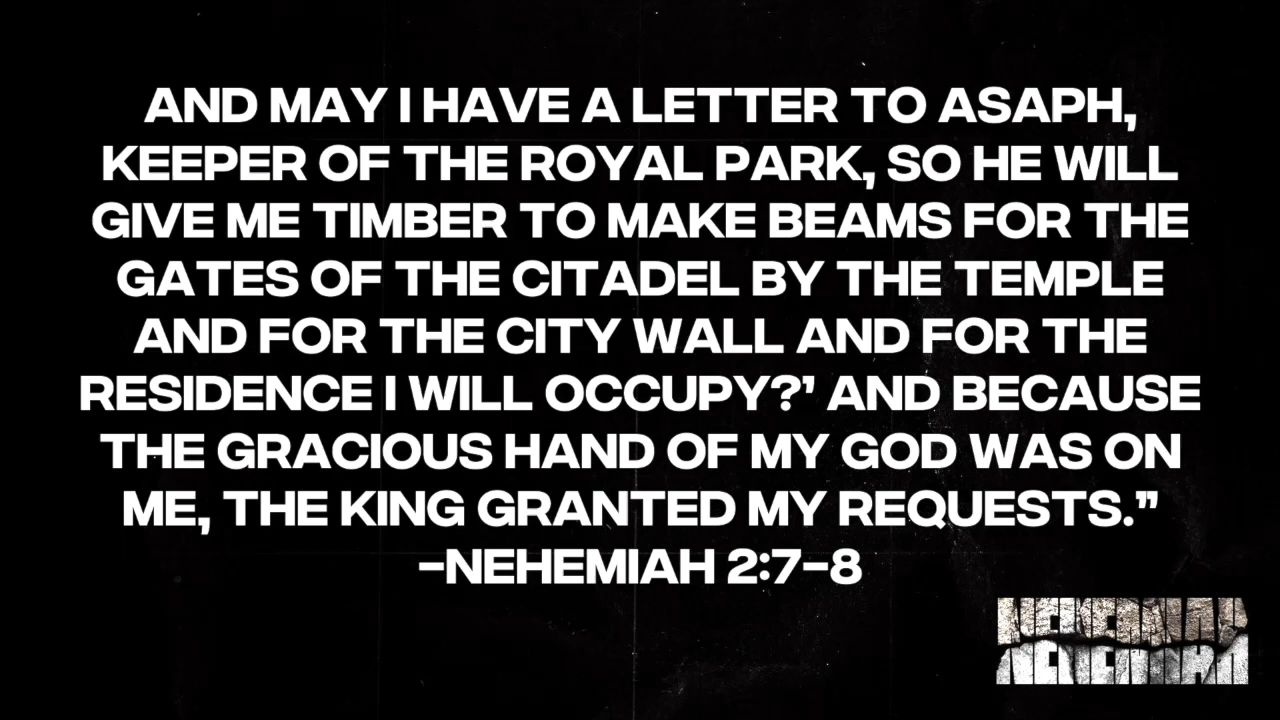 AND MAY I HAVE A LETTER TO ASAPH,
KEEPER OF THE ROYAL PARK, SO HE WILL
GIVE ME TIMBER TO MAKE BEAMS FOR THE
GATES OF THE CITADEL BY THE TEMPLE
AND FOR THE CITY WALL AND FOR THE
RESIDENCE I WILL OCCUPY?’ AND BECAUSE
THE GRACIOUS HAND OF MY GOD WAS ON
ME, THE KING GRANTED MY REQUESTS.”
–NEHEMIAH 2:7–8
NEHEMIAH
NEHEMIAH